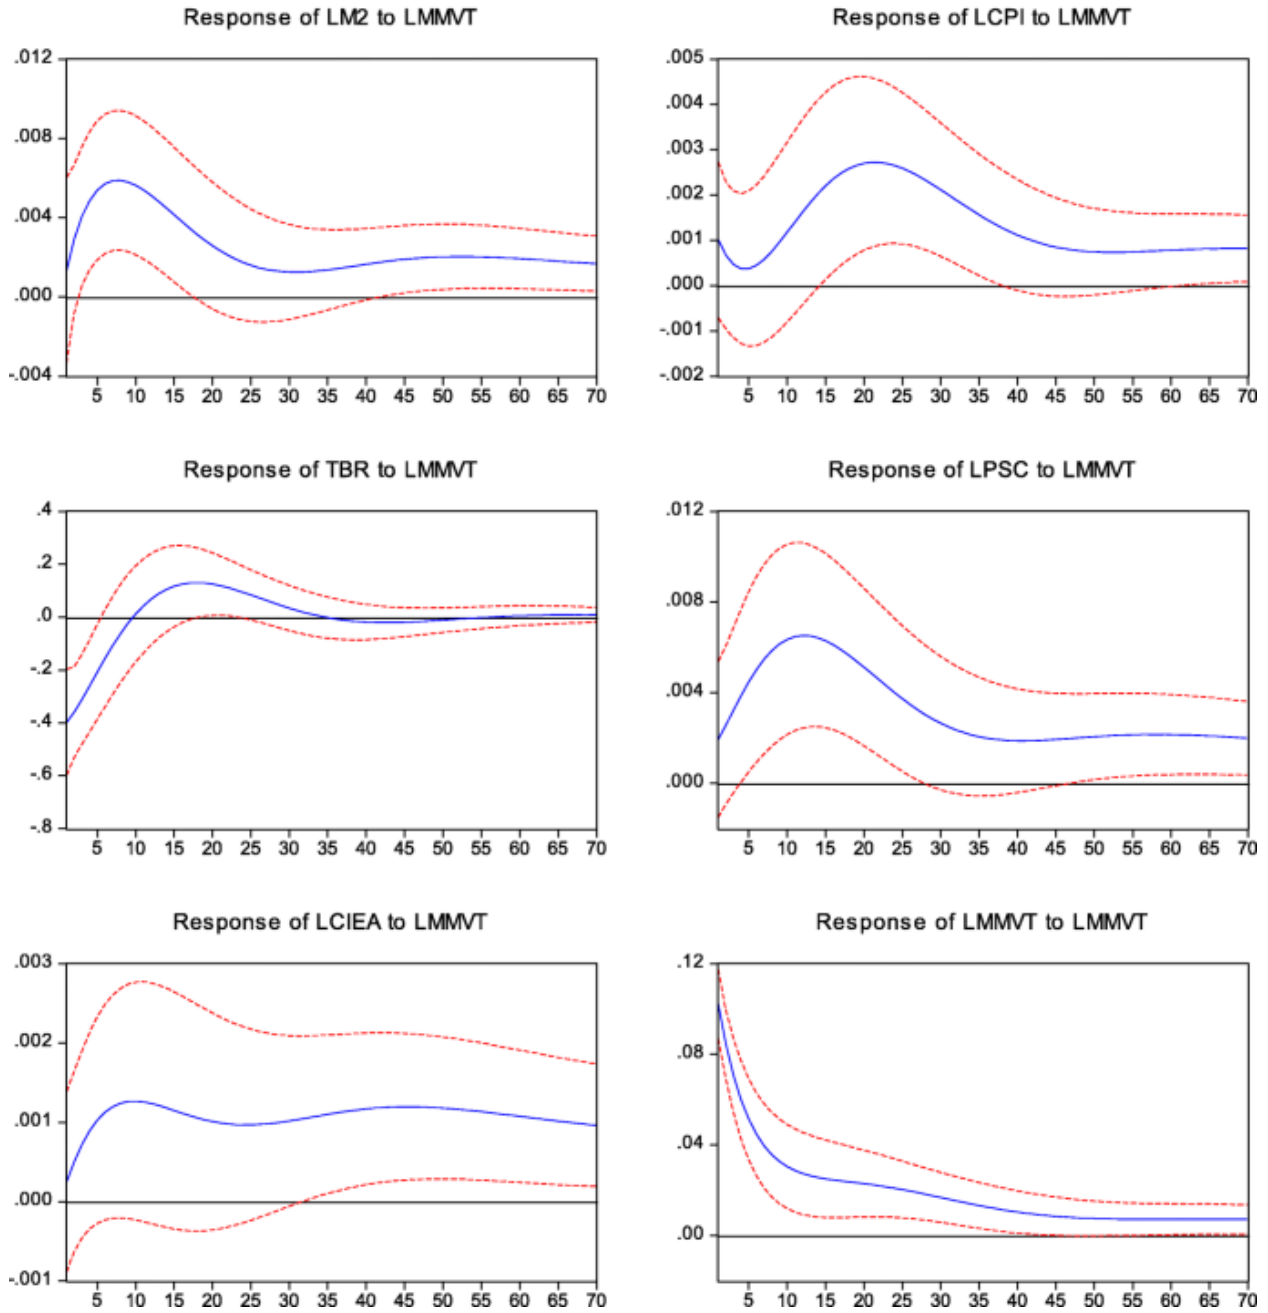 Response of LM2 to LMMVT
.012
.008
.004
.000
-.004
5 10 15 20 25 30 35 40 45 50 55 60 65 70
Response of LCPI to LMMVT
.005
.004
.003
.002
.001
.000
-.001
-.002
5 10 15 20 25 30 35 40 45 50 55 60 65 70
Response of TBR to LMMVT
.4
.2
.0
-.2
-.4
-.6
-.8
5 10 15 20 25 30 35 40 45 50 55 60 65 70
Response of LPSC to LMMVT
.012
.008
.004
.000
5 10 15 20 25 30 35 40 45 50 55 60 65 70
Response of LCIEA to LMMVT
.003
.002
.001
.000
-.001
5 10 15 20 25 30 35 40 45 50 55 60 65 70
Response of LMMVT to LMMVT
.12
.08
.04
.00
5 10 15 20 25 30 35 40 45 50 55 60 65 70